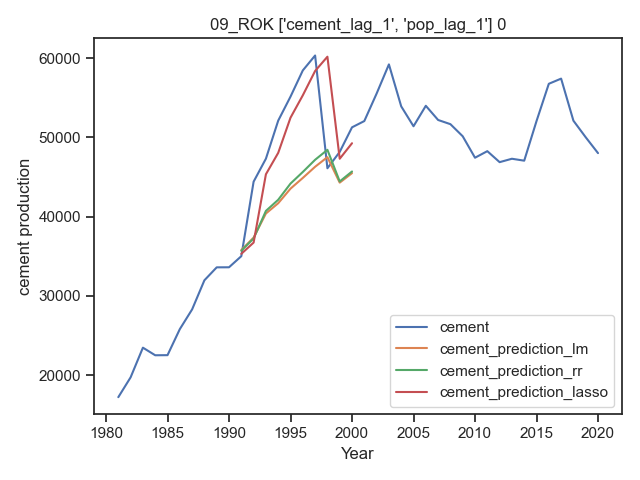 09_ROK ['cement_lag_1', 'pop_lag_1'] 0
60000
50000
40000
30000
20000
cement production
cement
cement_prediction_lm
cement_prediction_rr
cement_prediction_lasso
1980 1985 1990 1995 2000 2005 2010 2015 2020
Year